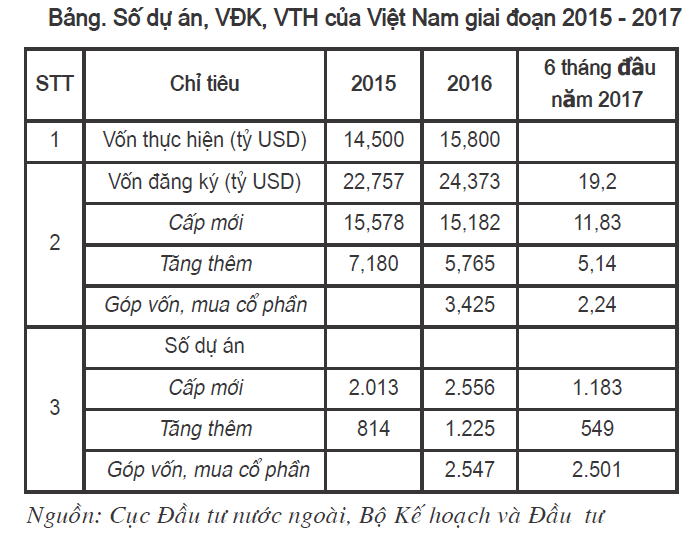 Bảng. Số dự án, VĐK, VTH của Việt Nam giai đoạn 2015 - 2017
STT Chỉ tiêu 2015 2016 6 tháng đầu năm 2017
1 Vốn thực hiện (tỷ USD) 14,500 15,800
2 Vốn đăng ký (tỷ USD) 22,757 24,373 19,2
Cấp mới 15,578 15,182 11,83
Tăng thêm 7,180 5,765 5,14
Góp vốn, mua cổ phần 3,425 2,24
3 Số dự án
Cấp mới 2.013 2.556 1.183
Tăng thêm 814 1.225 549
Góp vốn, mua cổ phần 2.547 2.501
Nguồn: Cục Đầu tư nước ngoài, Bộ Kế hoạch và Đầu tư